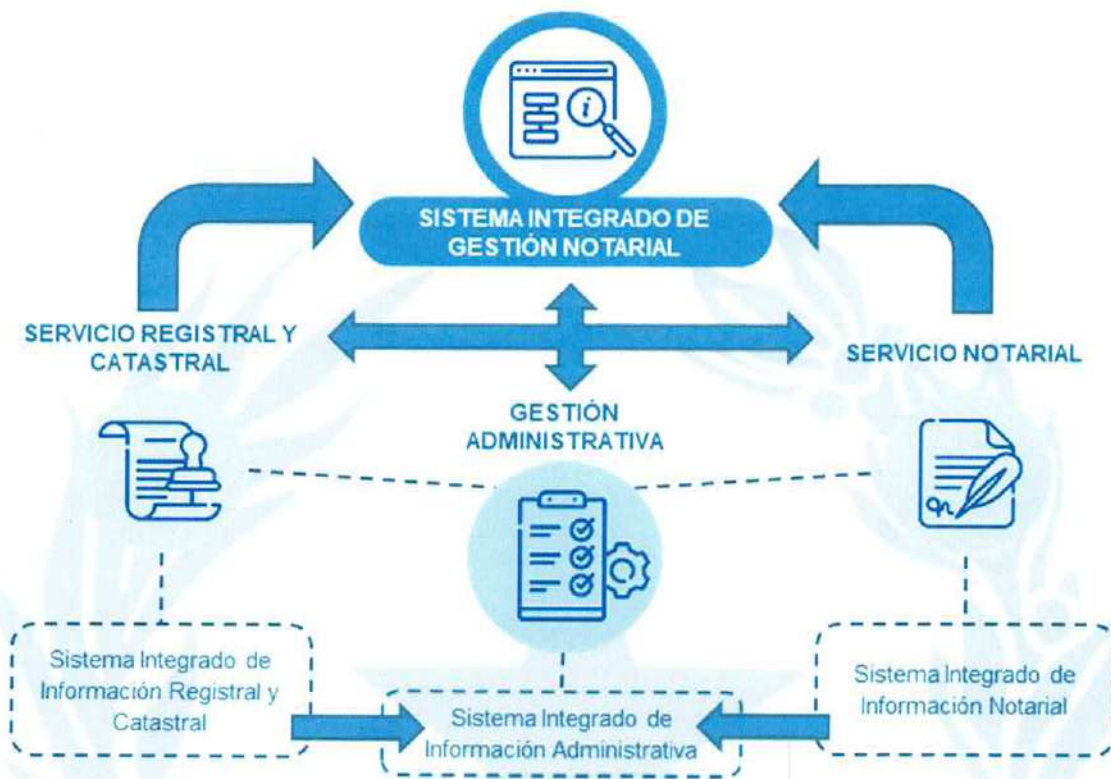 SISTEMA INTEGRADO DE
GESTIÓN NOTARIAL
SERVICIO REGISTRAL Y
CATASTRAL
SERVICIO NOTARIAL
GESTIÓN
ADMINISTRATIVA
Sistema Integrado de
Información Registral y
Catastral
Sistema Integrado de
Información Administrativa
Sistema Integrado de
Información Notarial